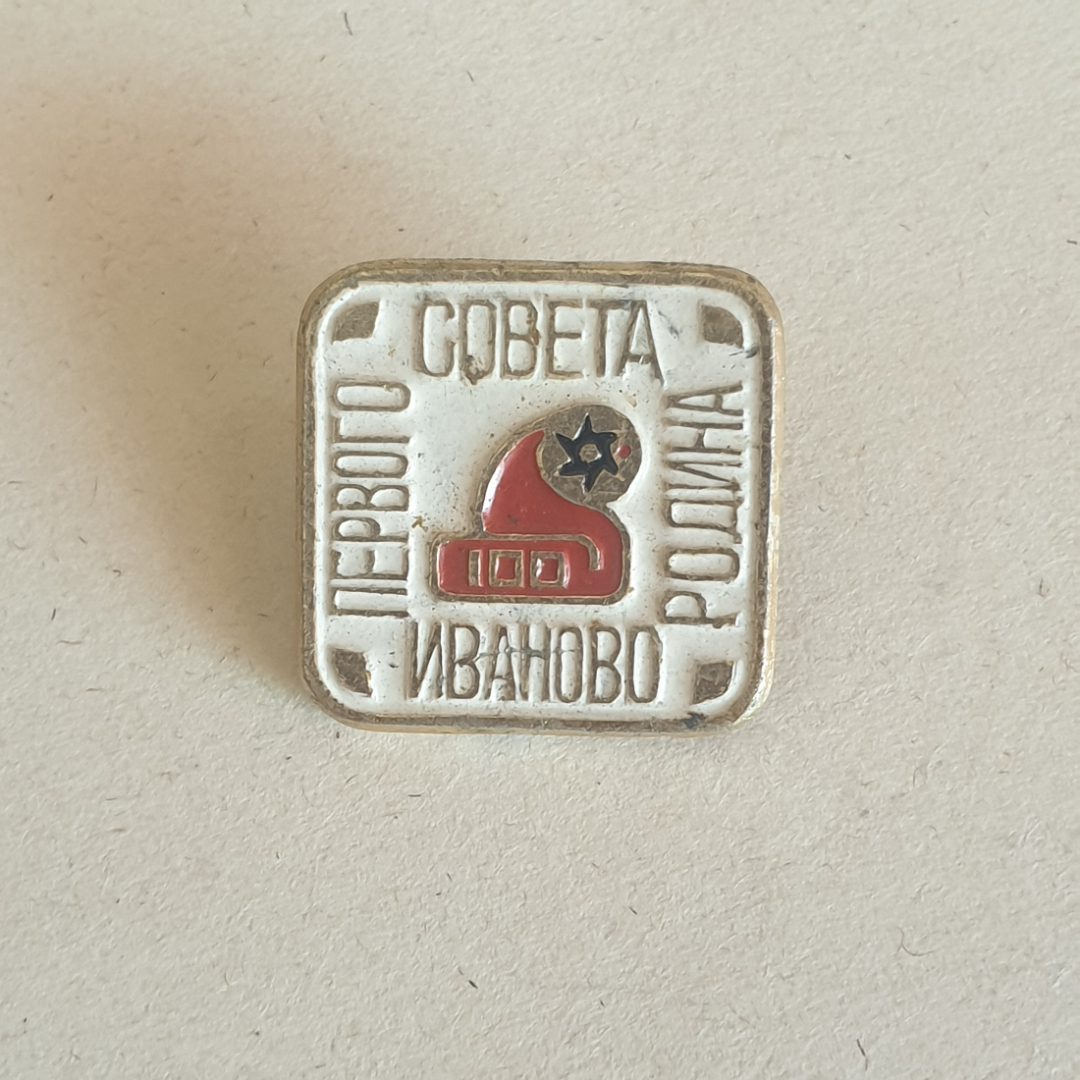 РОДИНА
ПЕРВОГО
СОВЕТА
ИВАНОВО
100